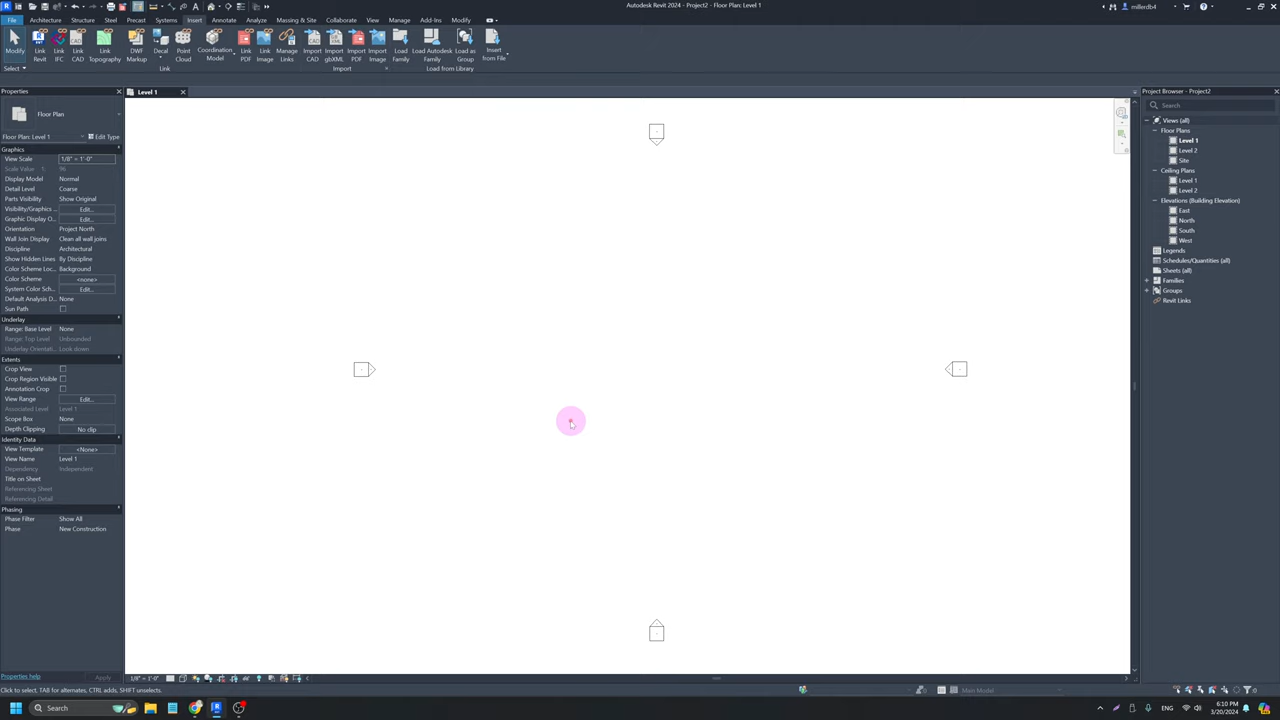 Autodesk Revit 2024 - Project2 - Floor Plan: Level 1
millerdb4
File Architecture Structure Steel Precast Systems Insert Annotate Analyze Massing & Site Collaborate View Manage Add-Ins Modify
Modify
Link Revit
Link IFC
Link CAD
Link Topography
DWF Markup
Decal
Point Cloud
Coordination Model
Link PDF
Link Image
Manage Links
Import CAD
Import gbXML
Import PDF
Import Image
Load Family
Load Autodesk Family
Load as Group
Insert from File
Select
Link
Import
Load from Library
Properties
Floor Plan
Floor Plan: Level 1
Edit Type
Graphics
View Scale 1/8" = 1'-0"
Scale Value 1: 96
Display Model Normal
Detail Level Coarse
Parts Visibility Show Original
Visibility/Graphics ... Edit...
Graphic Display O... Edit...
Orientation Project North
Wall Join Display Clean all wall joins
Discipline Architectural
Show Hidden Lines By Discipline
Color Scheme Loc... Background
Color Scheme <none>
System Color Sch... Edit...
Default Analysis D... None
Sun Path
Underlay
Range: Base Level None
Range: Top Level Unbounded
Underlay Orientati... Look down
Extents
Crop View
Crop Region Visible
Annotation Crop
View Range Edit...
Associated Level Level 1
Scope Box None
Depth Clipping No clip
Identity Data
View Template <None>
View Name Level 1
Dependency Independent
Title on Sheet
Referencing Sheet
Referencing Detail
Phasing
Phase Filter Show All
Phase New Construction
Properties help
Apply
Level 1
Project Browser - Project2
Search
Views (all)
Floor Plans
Level 1
Level 2
Site
Ceiling Plans
Level 1
Level 2
Elevations (Building Elevation)
East
North
South
West
Legends
Schedules/Quantities (all)
Sheets (all)
Families
Groups
Revit Links
1/8" = 1'-0"
Click to select, TAB for alternates, CTRL adds, SHIFT unselects.
:0
Main Model
:0
Search
ENG
6:10 PM
3/20/2024